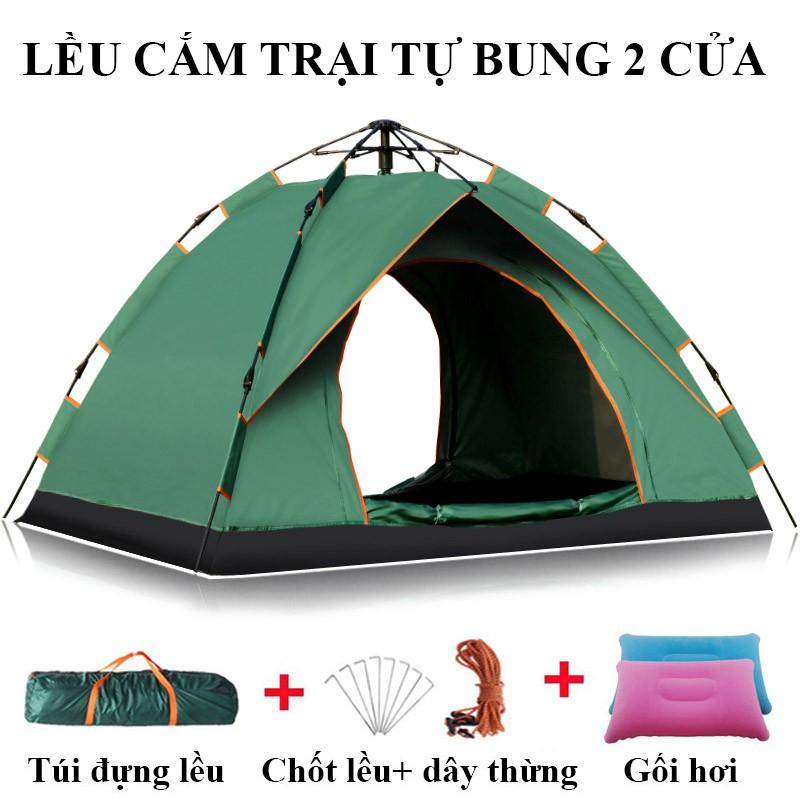 LỀU CẮM TRẠI TỰ BUNG 2 CỬA
Túi đựng lều Chốt lều+ dây thừng Gối hơi